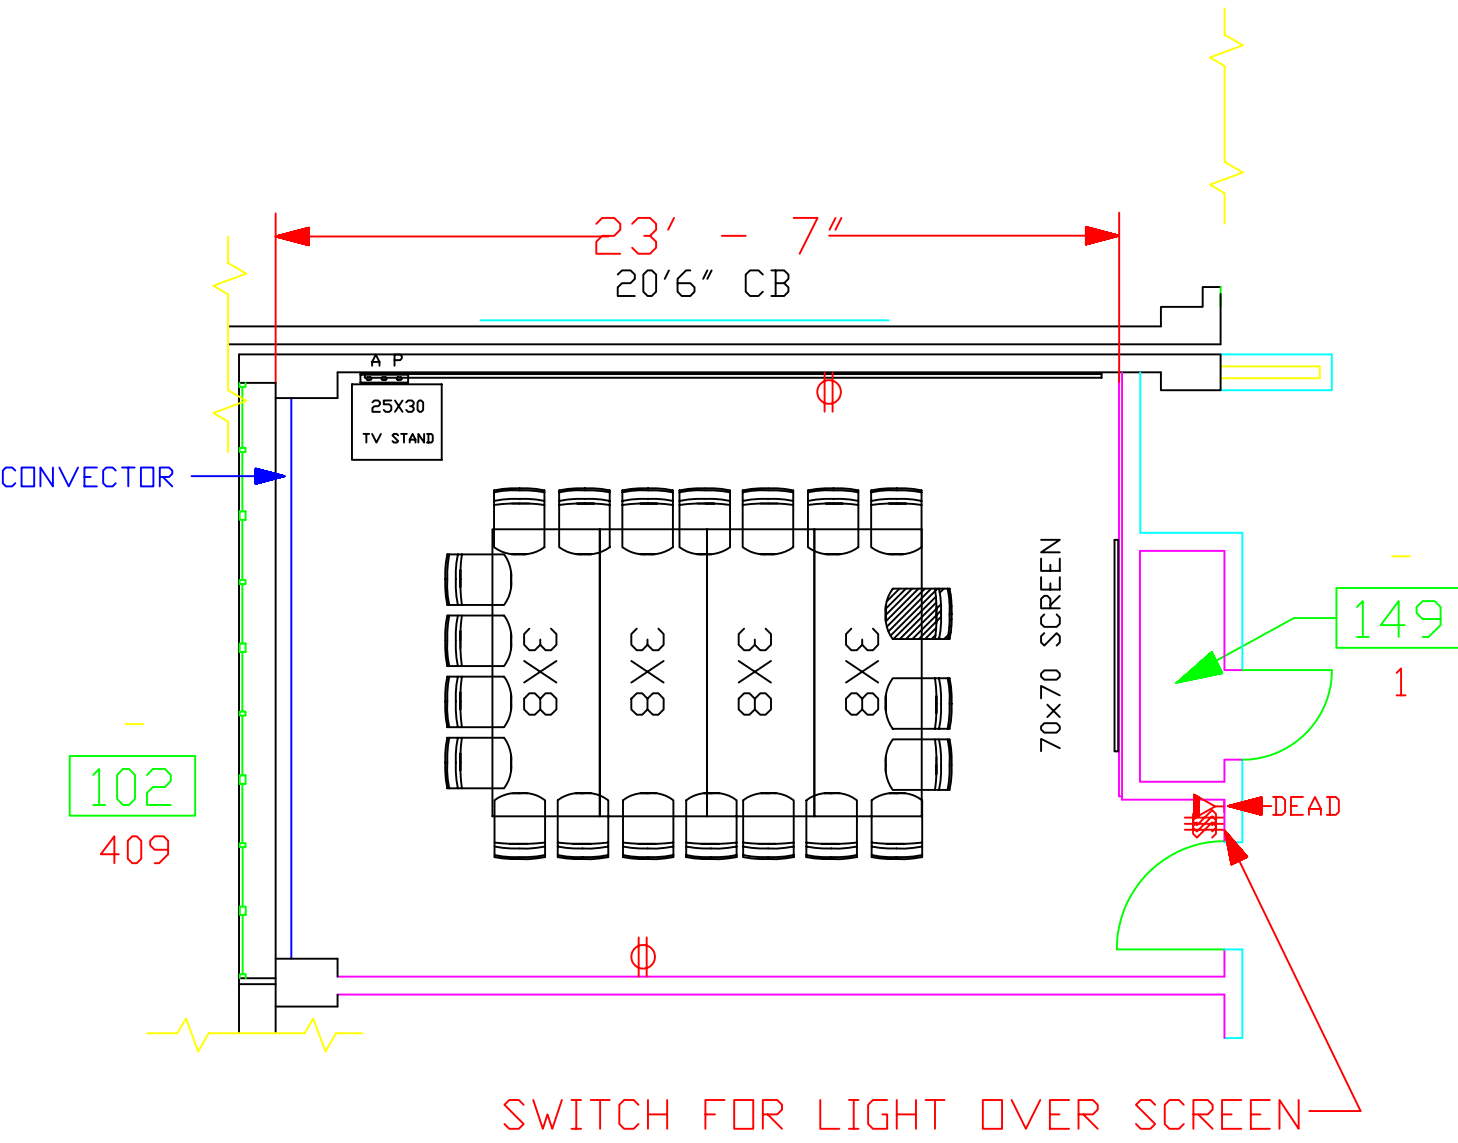 23' - 7"
20'6" CB
A P
25X30
TV STAND
CONVECTOR
3X8
3X8
3X8
3X8
70x70 SCREEN
149
1
102
409
DEAD
SWITCH FOR LIGHT OVER SCREEN